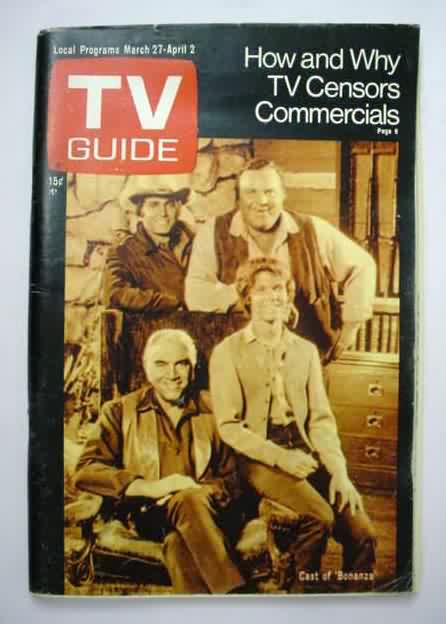 Local Programs March 27-April 2
How and Why
TV Censors
Commercials
Page 6
TV
GUIDE
15¢
Cast of 'Bonanza'